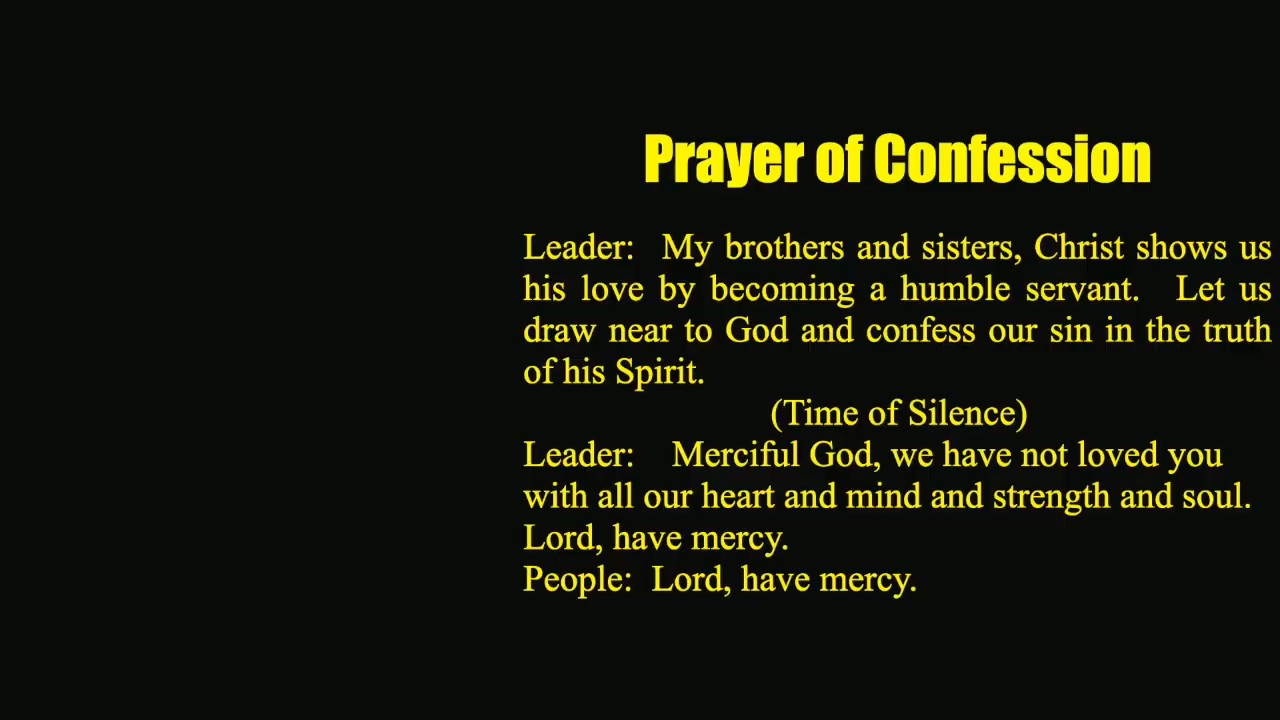 Prayer of Confession
Leader:  My brothers and sisters, Christ shows us
his love by becoming a humble servant.  Let us
draw near to God and confess our sin in the truth
of his Spirit.
(Time of Silence)
Leader:   Merciful God, we have not loved you
with all our heart and mind and strength and soul.
Lord, have mercy.
People:  Lord, have mercy.